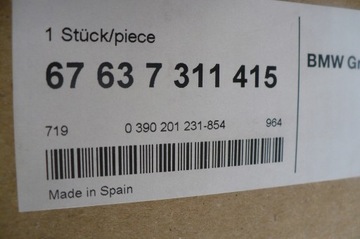 1 Stück/piece
67 63 7 311 415
BMW Gr
719 0 390 201 231-854 964
Made in Spain